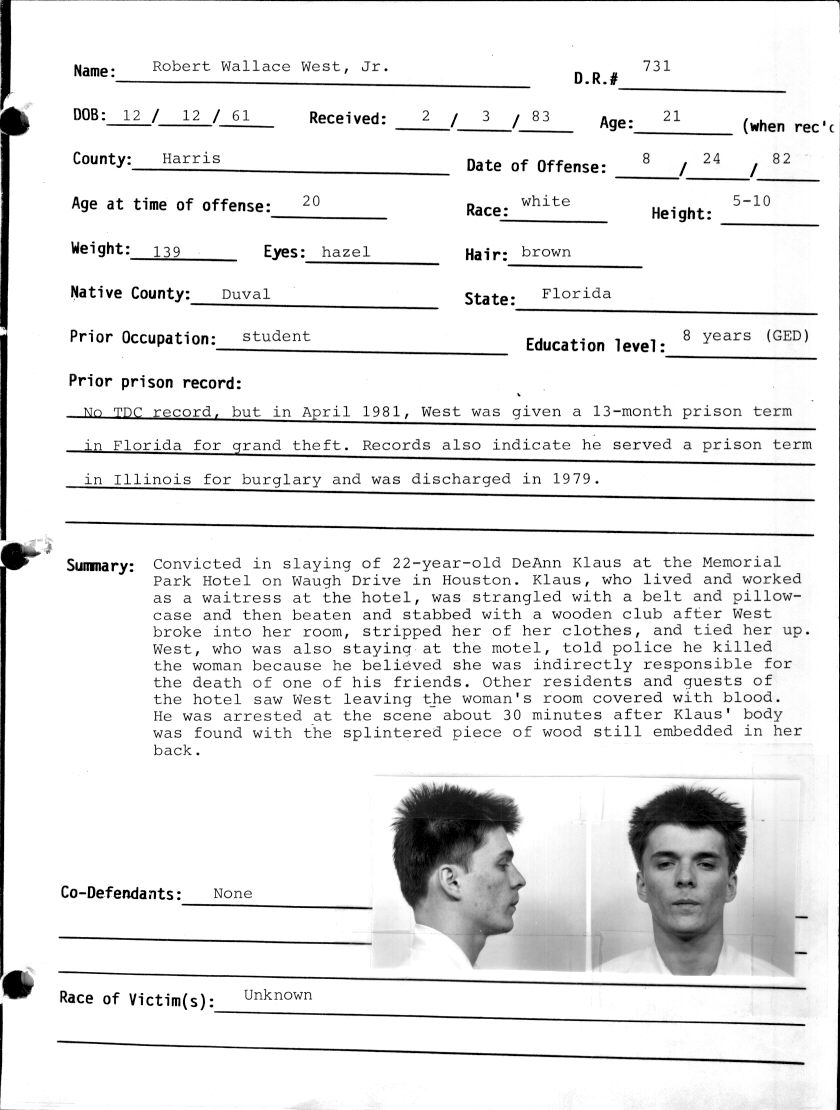 Name: Robert Wallace West, Jr. D.R.# 731
DOB: 12 / 12 / 61 Received: 2 / 3 / 83 Age: 21 (when rec'd
County: Harris Date of Offense: 8 / 24 / 82
Age at time of offense: 20 Race: white Height: 5-10
Weight: 139 Eyes: hazel Hair: brown
Native County: Duval State: Florida
Prior Occupation: student Education level: 8 years (GED)
Prior prison record:
No TDC record, but in April 1981, West was given a 13-month prison term
in Florida for grand theft. Records also indicate he served a prison term
in Illinois for burglary and was discharged in 1979.
Summary: Convicted in slaying of 22-year-old DeAnn Klaus at the Memorial
Park Hotel on Waugh Drive in Houston. Klaus, who lived and worked
as a waitress at the hotel, was strangled with a belt and pillow-
case and then beaten and stabbed with a wooden club after West
broke into her room, stripped her of her clothes, and tied her up.
West, who was also staying at the motel, told police he killed
the woman because he believed she was indirectly responsible for
the death of one of his friends. Other residents and guests of
the hotel saw West leaving the woman's room covered with blood.
He was arrested at the scene about 30 minutes after Klaus' body
was found with the splintered piece of wood still embedded in her
back.
Co-Defendants: None
Race of Victim(s): Unknown